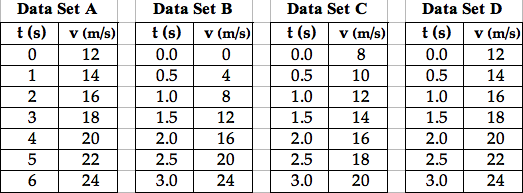 Data Set A Data Set B Data Set C Data Set D
t (s) v (m/s) t (s) v (m/s) t (s) v (m/s) t (s) v (m/s)
0 12 0.0 0 0.0 8 0.0 12
1 14 0.5 4 0.5 10 0.5 14
2 16 1.0 8 1.0 12 1.0 16
3 18 1.5 12 1.5 14 1.5 18
4 20 2.0 16 2.0 16 2.0 20
5 22 2.5 20 2.5 18 2.5 22
6 24 3.0 24 3.0 20 3.0 24